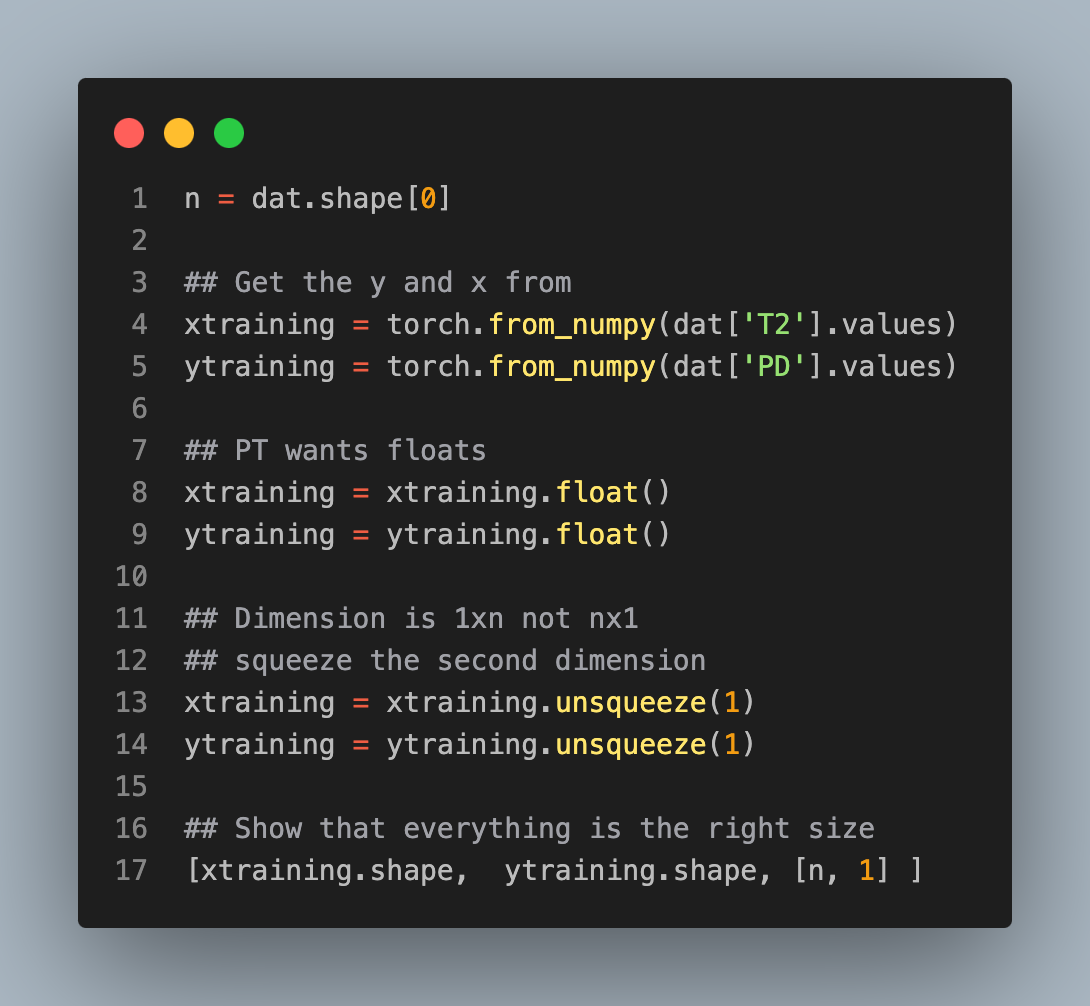 1 n = dat.shape[0]
2
3 ## Get the y and x from
4 xtraining = torch.from_numpy(dat['T2'].values)
5 ytraining = torch.from_numpy(dat['PD'].values)
6
7 ## PT wants floats
8 xtraining = xtraining.float()
9 ytraining = ytraining.float()
10
11 ## Dimension is 1xn not nx1
12 ## squeeze the second dimension
13 xtraining = xtraining.unsqueeze(1)
14 ytraining = ytraining.unsqueeze(1)
15
16 ## Show that everything is the right size
17 [xtraining.shape,  ytraining.shape, [n, 1] ]